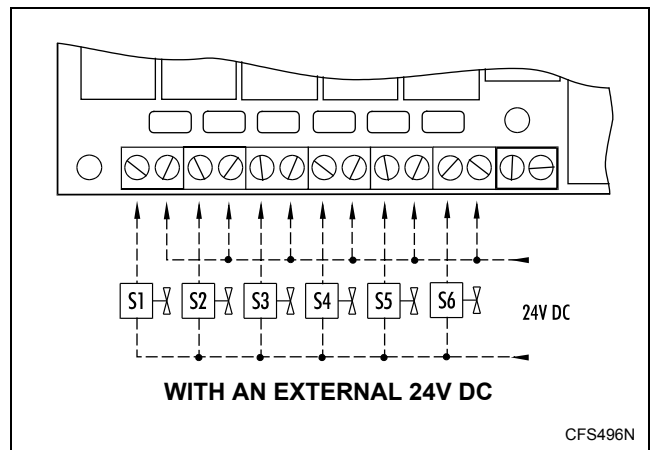 S1 S2 S3 S4 S5 S6
24V DC
WITH AN EXTERNAL 24V DC
CFS496N